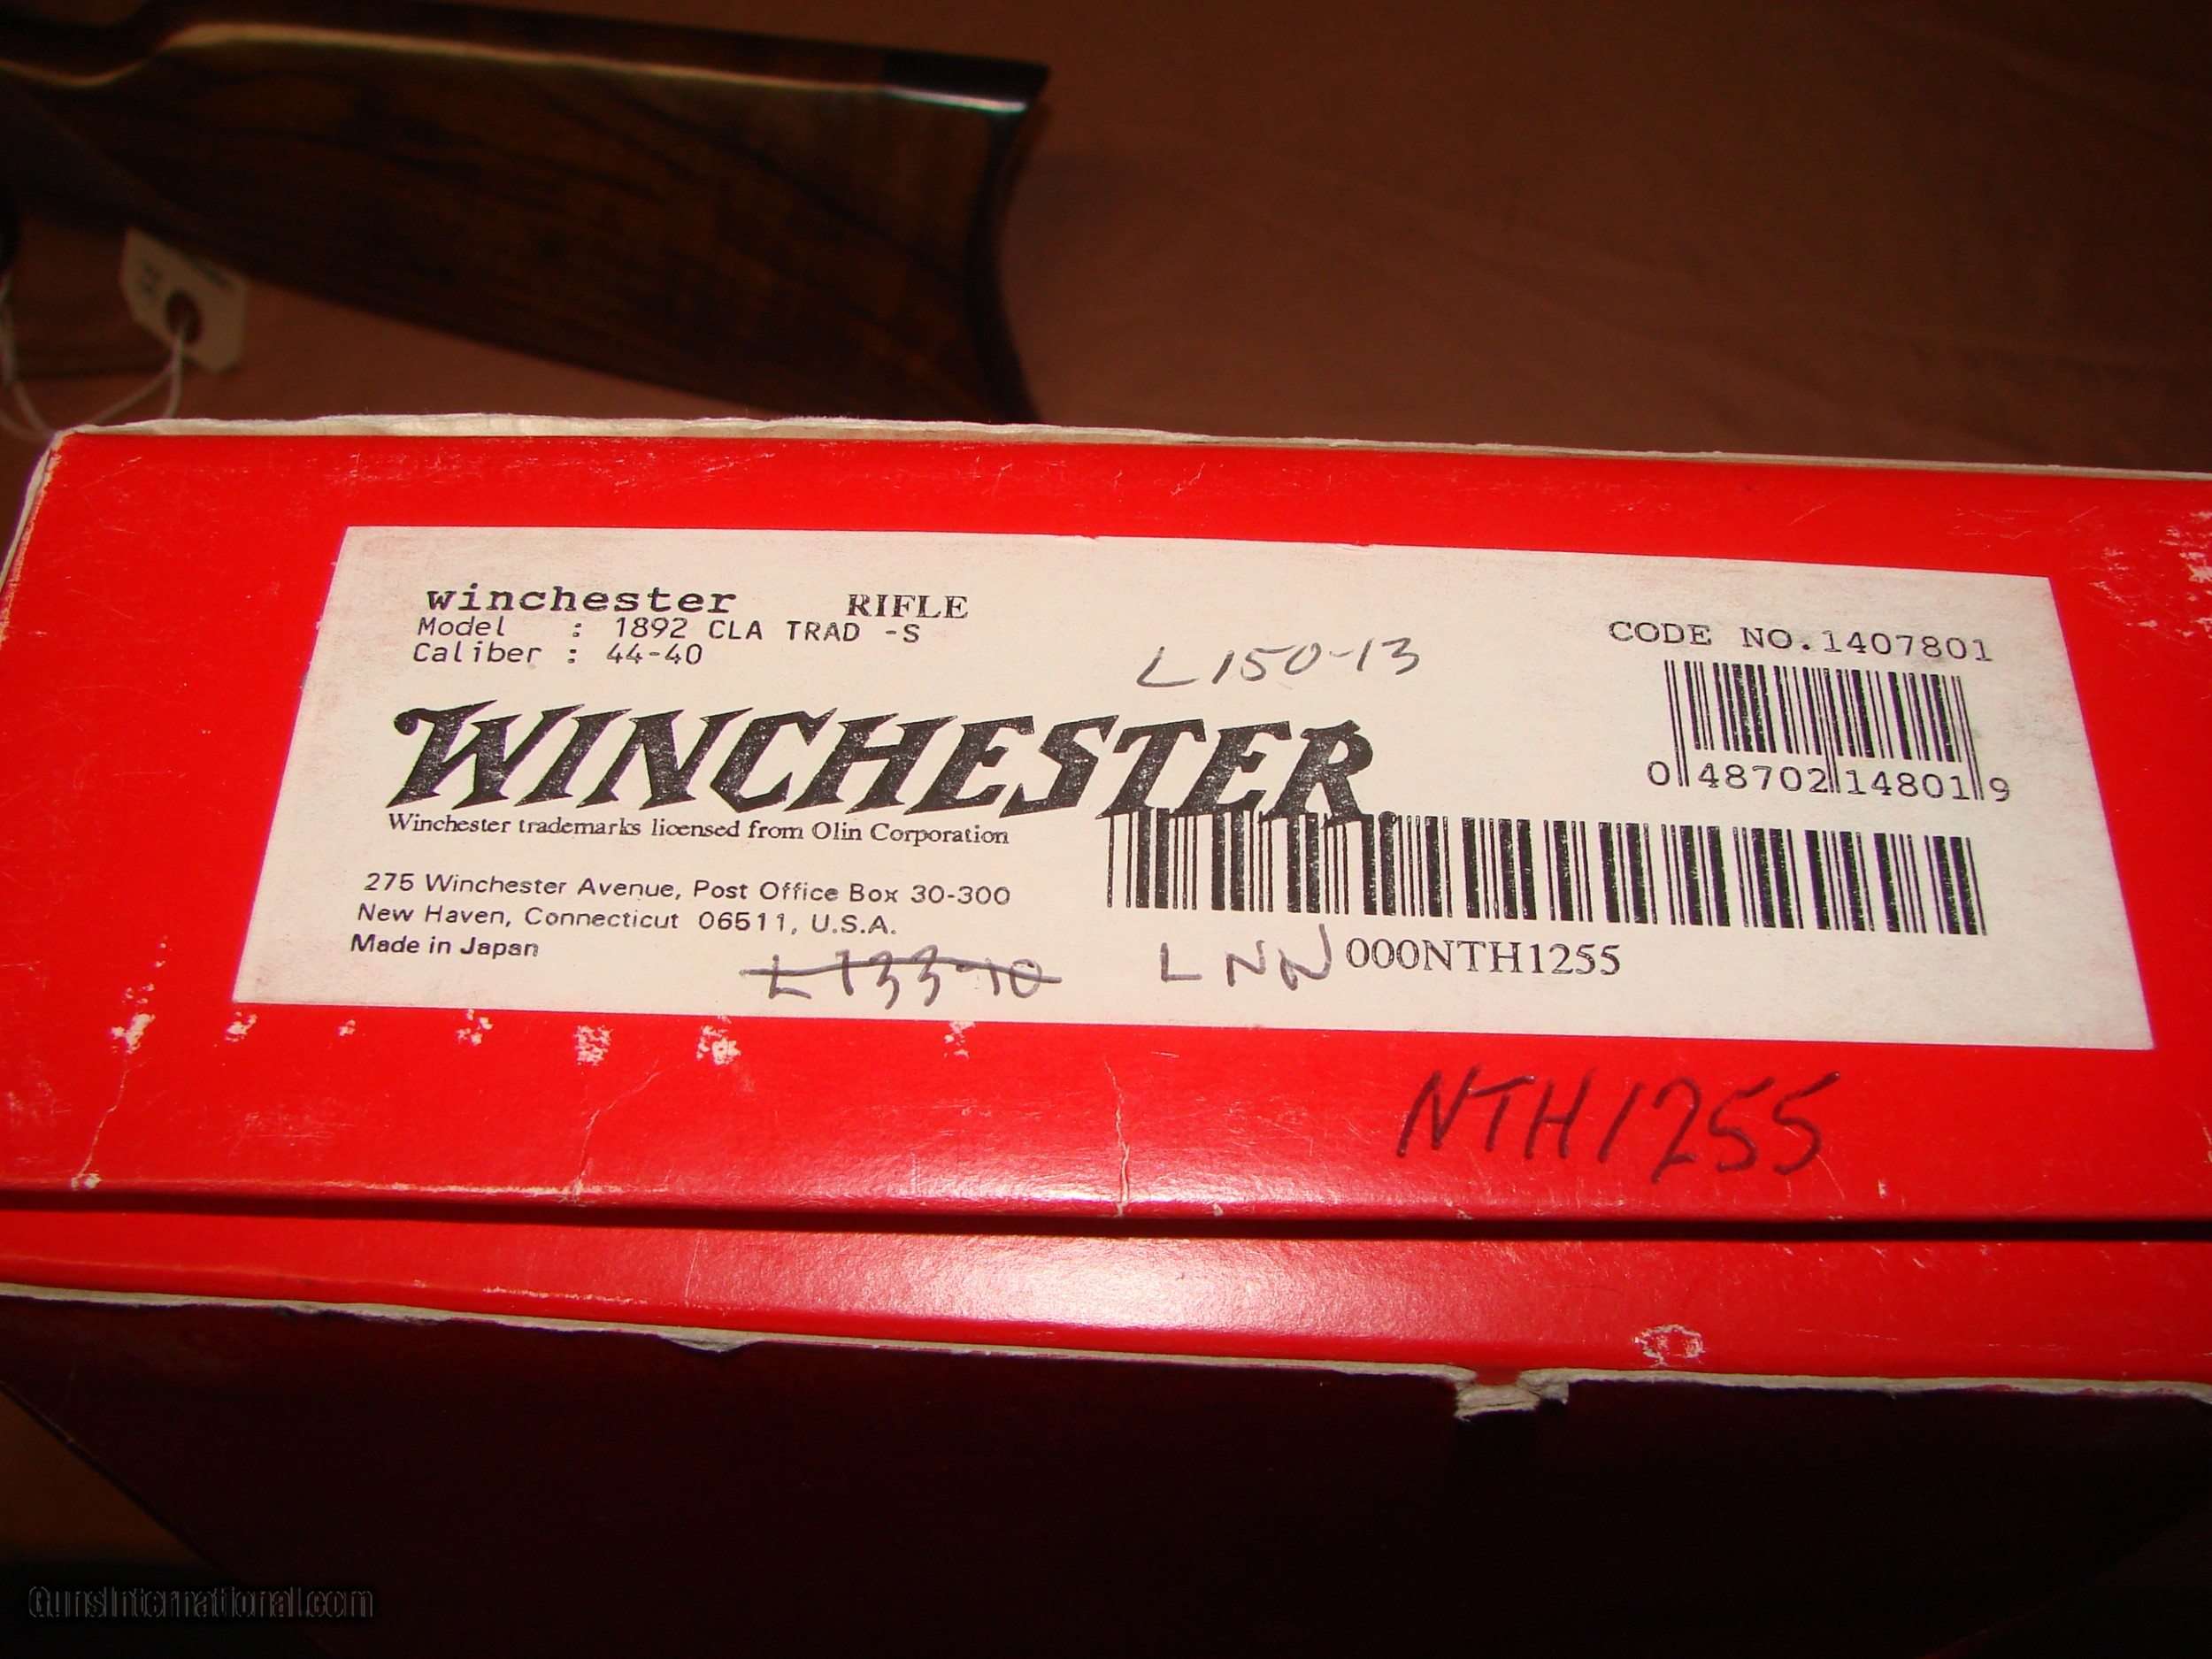 winchester RIFLE
Model : 1892 CLA TRAD -S
Caliber : 44-40
L150-13
CODE NO.1407801
0 48702 14801 9
WINCHESTER.
Winchester trademarks licensed from Olin Corporation
275 Winchester Avenue, Post Office Box 30-300
New Haven, Connecticut 06511, U.S.A.
Made in Japan
L133-10
LNN 000NTH1255
NTH1255
GunsInternational.com